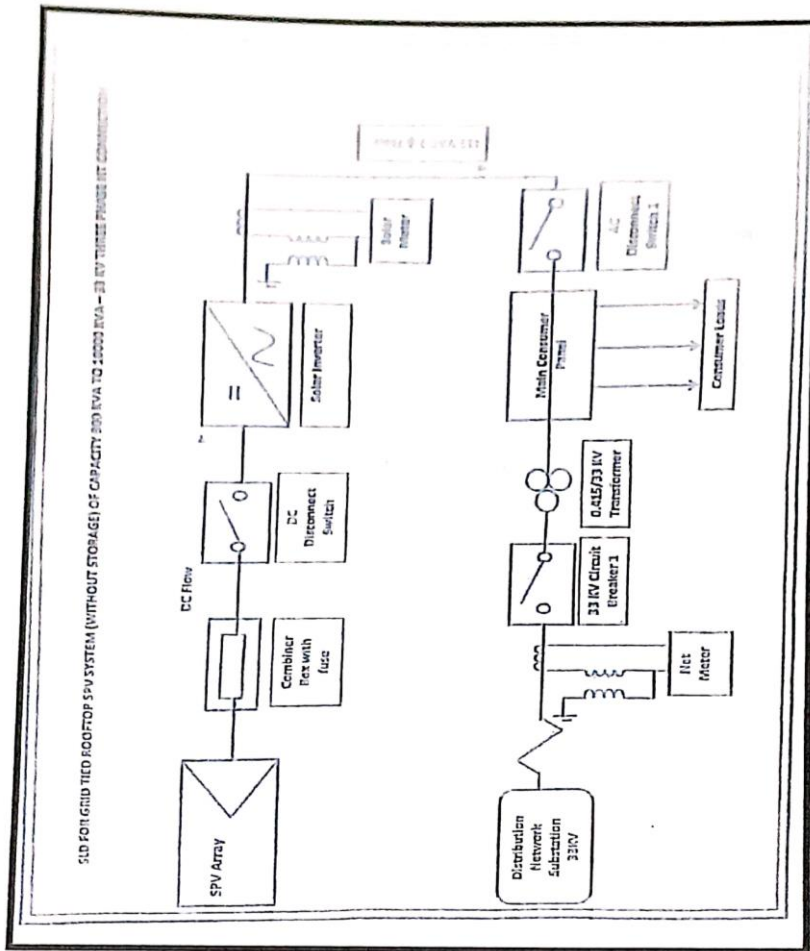 SLD FOR GRID TIED ROOFTOP SPV SYSTEM (WITHOUT STORAGE) OF CAPACITY 900 KVA TO 10000 KVA – 33 KV THREE PHASE HT CONNECTION
SPV Array
Combiner
Box with
fuse
DC Flow
DC
Disconnect
Switch
Solar Inverter
Solar
Meter
Distribution
Network
Substation
33KV
Net
Meter
33 KV Circuit
Breaker 1
0.415/33 KV
Transformer
Main Consumer
Panel
Consumer Loads
AC
Disconnect
Switch 1